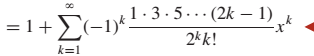 = 1 + \sum_{k=1}^{\infty} (-1)^k \frac{1 \cdot 3 \cdot 5 \cdots (2k - 1)}{2^k k!} x^k